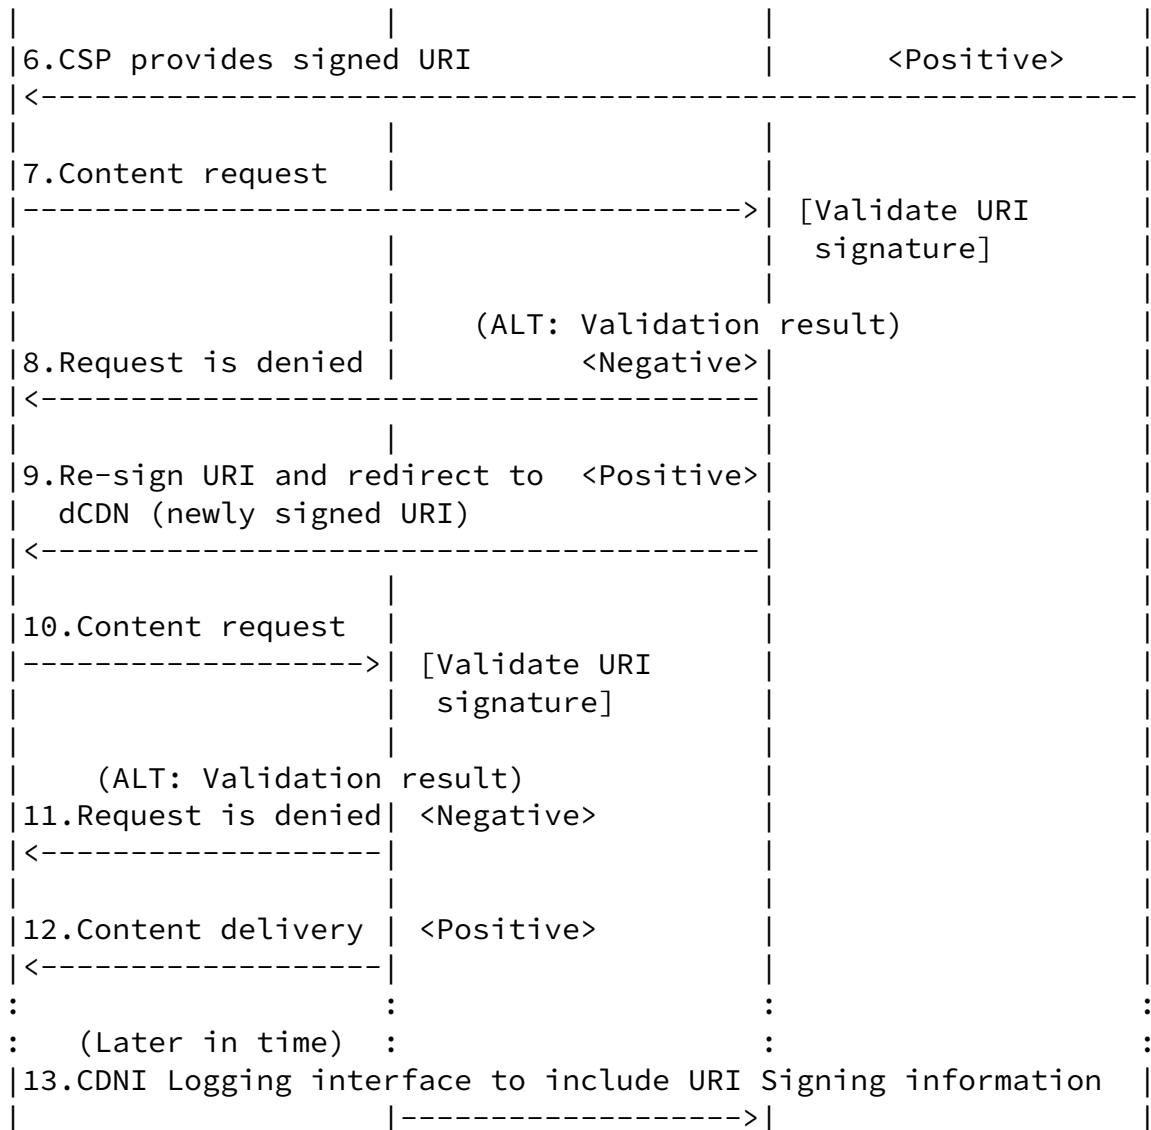 |                    |                    |                    |
|6.CSP provides signed URI                |      <Positive>    |
|<-------------------------------------------------------------|
|                    |                    |                    |
|7.Content request   |                    |                    |
|---------------------------------------->| [Validate URI      |
|                    |                    |  signature]        |
|                    |                    |                    |
|                    |    (ALT: Validation result)             |
|8.Request is denied |          <Negative>|                    |
|<----------------------------------------|                    |
|                    |                    |                    |
|9.Re-sign URI and redirect to  <Positive>|                    |
|  dCDN (newly signed URI)                |                    |
|<----------------------------------------|                    |
|                    |                    |                    |
|10.Content request  |                    |                    |
|------------------->| [Validate URI      |                    |
|                    |  signature]        |                    |
|                    |                    |                    |
|    (ALT: Validation result)             |                    |
|11.Request is denied| <Negative>         |                    |
|<-------------------|                    |                    |
|                    |                    |                    |
|12.Content delivery | <Positive>         |                    |
|<-------------------|                    |                    |
:                    :                    :                    :
:   (Later in time)  :                    :                    :
|13.CDNI Logging interface to include URI Signing information  |
|                    |------------------->|                    |